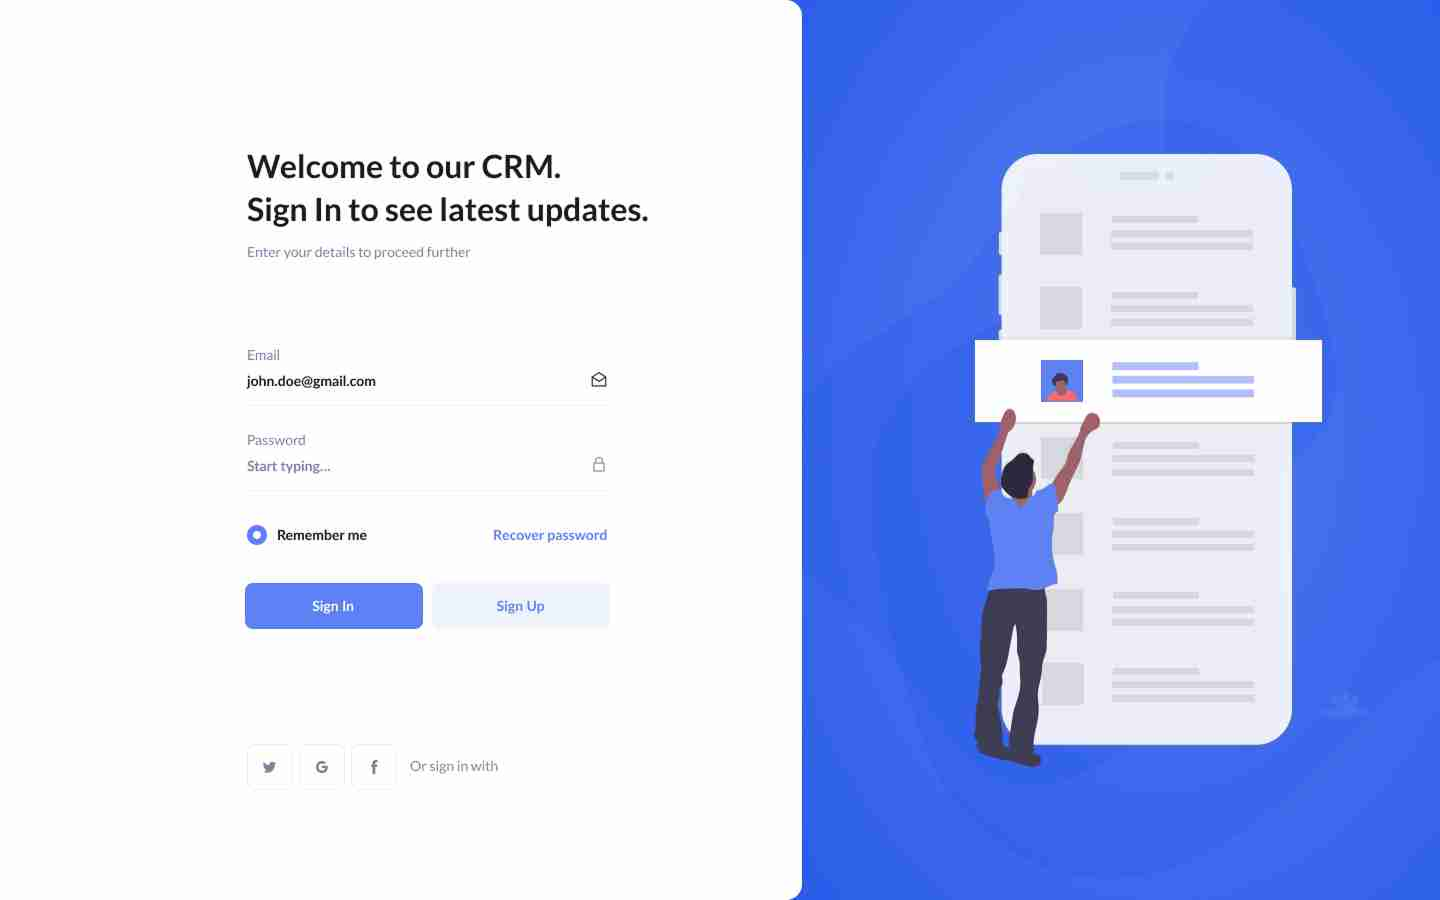 Welcome to our CRM.
Sign In to see latest updates.
Enter your details to proceed further
Email
john.doe@gmail.com
Password
Start typing...
Remember me
Recover password
Sign In
Sign Up
Or sign in with